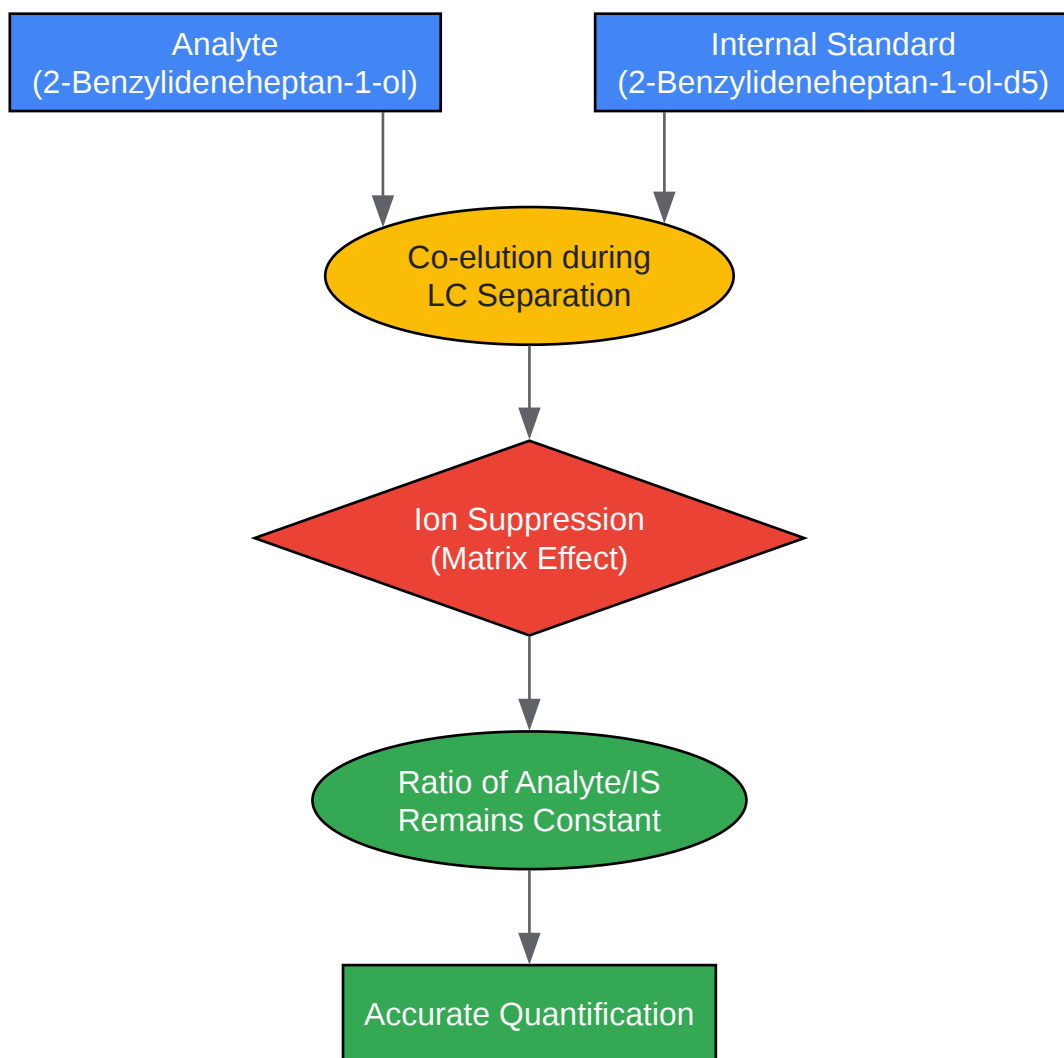 Analyte
(2-Benzylideneheptan-1-ol)
Internal Standard
(2-Benzylideneheptan-1-ol-d5)
Co-elution during
LC Separation
Ion Suppression
(Matrix Effect)
Ratio of Analyte/IS
Remains Constant
Accurate Quantification